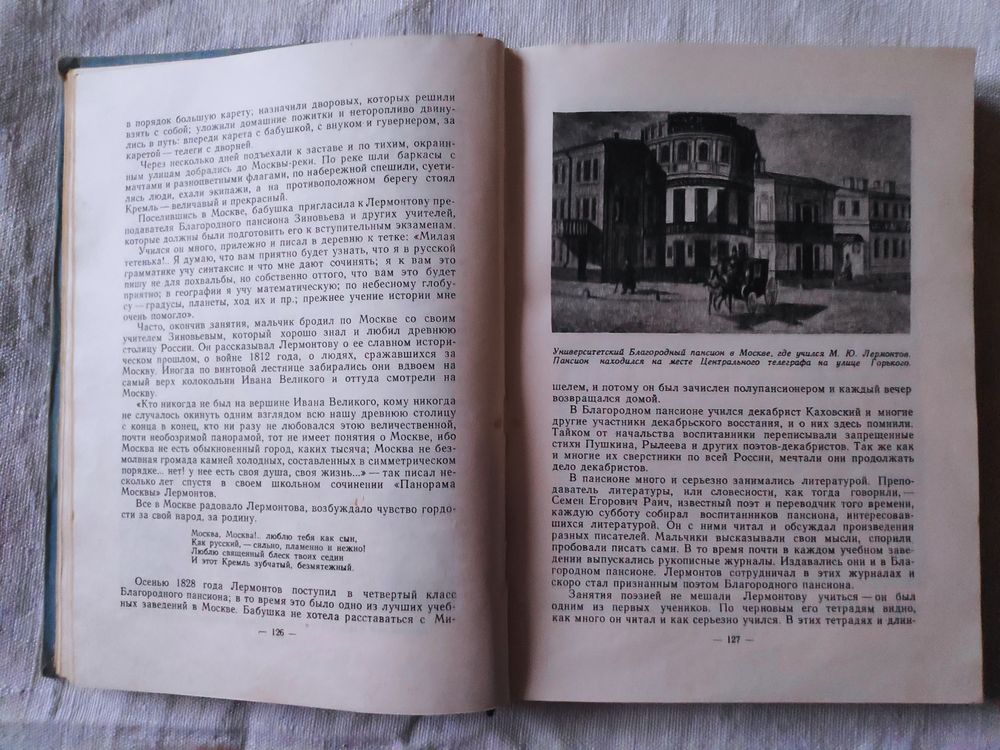 в порядок большую карету; назначили дворовых, которых решили
взять с собой; уложили домашние пожитки и неторопливо двину-
лись в путь: впереди карета с бабушкой, с внуком и гувернером, за
каретой — телеги с дворней.
Через несколько дней подъехали к заставе и по тихим, окраин-
ным улицам добрались до Москвы-реки. По реке шли баркасы с
мачтами и разноцветными флагами, по набережной спешили, суети-
лись люди, ехали экипажи, а на противоположном берегу стоял
Кремль — величавый и прекрасный.
Поселившись в Москве, бабушка пригласила к Лермонтову пре-
подавателя Благородного пансиона Зиновьева и других учителей,
которые должны были подготовить его к вступительным экзаменам.
Учился он много, прилежно и писал в деревню к тетке: «Милая
тетенька!.. Я думаю, что вам приятно будет узнать, что я в русской
грамматике учу синтаксис и что мне дают сочинять; я к вам это
пишу не для похвальбы, но собственно оттого, что вам это будет
приятно; в географии я учу математическую; по небесному глобу-
су — градусы, планеты, ход их и пр.; прежнее учение истории мне
очень помогло».
Часто, окончив занятия, мальчик бродил по Москве со своим
учителем Зиновьевым, который хорошо знал и любил древнюю
столицу России. Он рассказывал Лермонтову о ее славном истори-
ческом прошлом, о войне 1812 года, о людях, сражавшихся за
Москву. Иногда по винтовой лестнице забирались они вдвоем на
самый верх колокольни Ивана Великого и оттуда смотрели на
Москву.
«Кто никогда не был на вершине Ивана Великого, кому никогда
не случалось окинуть одним взглядом всю нашу древнюю столицу
с конца в конец, кто ни разу не любовался этою величественной,
почти необозримой панорамой, тот не имеет понятия о Москве, ибо
Москва не есть обыкновенный город, каких тысяча; Москва не без-
молвная громада камней холодных, составленных в симметрическом
порядке... нет! у нее есть своя душа, своя жизнь...» — так писал не-
сколько лет спустя в своем школьном сочинении «Панорама
Москвы» Лермонтов.
Все в Москве радовало Лермонтова, возбуждало чувство гордо-
сти за свой народ, за родину.
Москва, Москва!.. люблю тебя как сын,
Как русский, — сильно, пламенно и нежно!
Люблю священный блеск твоих седин
И этот Кремль зубчатый, безмятежный.
Осенью 1828 года Лермонтов поступил в четвертый класс
Благородного пансиона; в то время это было одно из лучших учеб-
ных заведений в Москве. Бабушка не хотела расставаться с Ми-
— 126 —
Университетский Благородный пансион в Москве, где учился М. Ю. Лермонтов.
Пансион находился на месте Центрального телеграфа на улице Горького.
шелем, и потому он был зачислен полупансионером и каждый вечер
возвращался домой.
В Благородном пансионе учился декабрист Каховский и многие
другие участники декабрьского восстания, и о них здесь помнили.
Тайком от начальства воспитанники переписывали запрещенные
стихи Пушкина, Рылеева и других поэтов-декабристов. Так же как
и многие их сверстники по всей России, мечтали они продолжать
дело декабристов.
В пансионе много и серьезно занимались литературой. Препо-
даватель литературы, или словесности, как тогда говорили, —
Семен Егорович Раич, известный поэт и переводчик того времени,
каждую субботу собирал воспитанников пансиона, интересовав-
шихся литературой. Он с ними читал и обсуждал произведения
разных писателей. Мальчики высказывали свои мысли, спорили,
пробовали писать сами. В то время почти в каждом учебном заве-
дении выпускались рукописные журналы. Издавались они и в Бла-
городном пансионе. Лермонтов сотрудничал в этих журналах и
скоро стал признанным поэтом Благородного пансиона.
Занятия поэзией не мешали Лермонтову учиться — он был
одним из первых учеников. По черновым его тетрадям видно,
как много он читал и как серьезно учился. В этих тетрадях и длин-
— 127 —